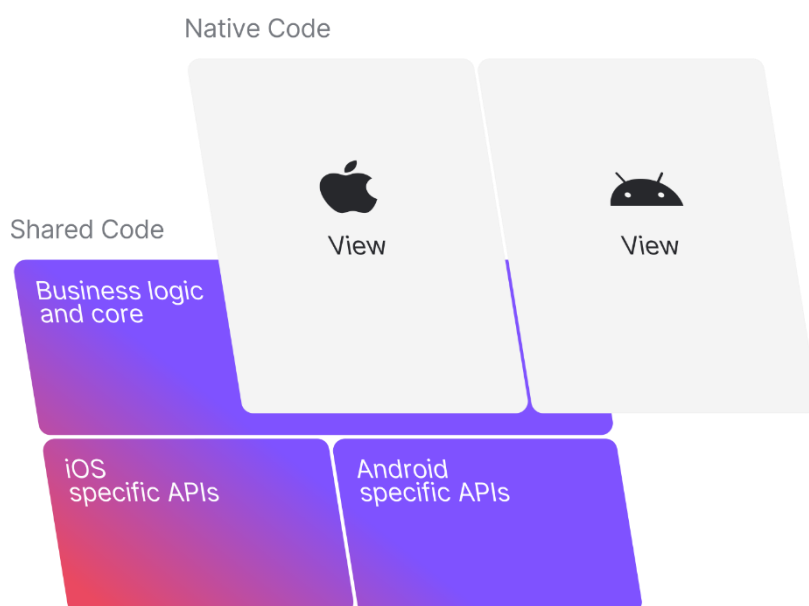 Native Code
View
View
Shared Code
Business logic
and core
iOS
specific APIs
Android
specific APIs